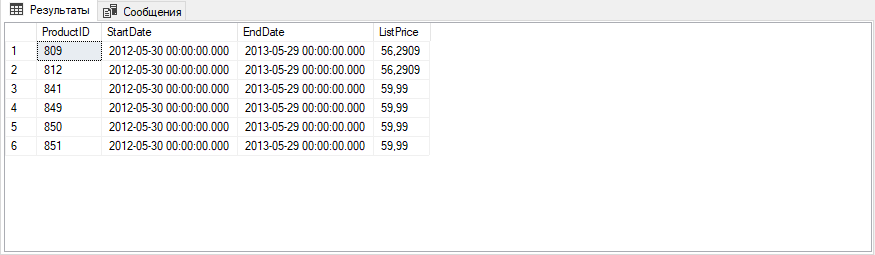 Результаты Сообщения
ProductID StartDate EndDate ListPrice
1 809 2012-05-30 00:00:00.000 2013-05-29 00:00:00.000 56,2909
2 812 2012-05-30 00:00:00.000 2013-05-29 00:00:00.000 56,2909
3 841 2012-05-30 00:00:00.000 2013-05-29 00:00:00.000 59,99
4 849 2012-05-30 00:00:00.000 2013-05-29 00:00:00.000 59,99
5 850 2012-05-30 00:00:00.000 2013-05-29 00:00:00.000 59,99
6 851 2012-05-30 00:00:00.000 2013-05-29 00:00:00.000 59,99